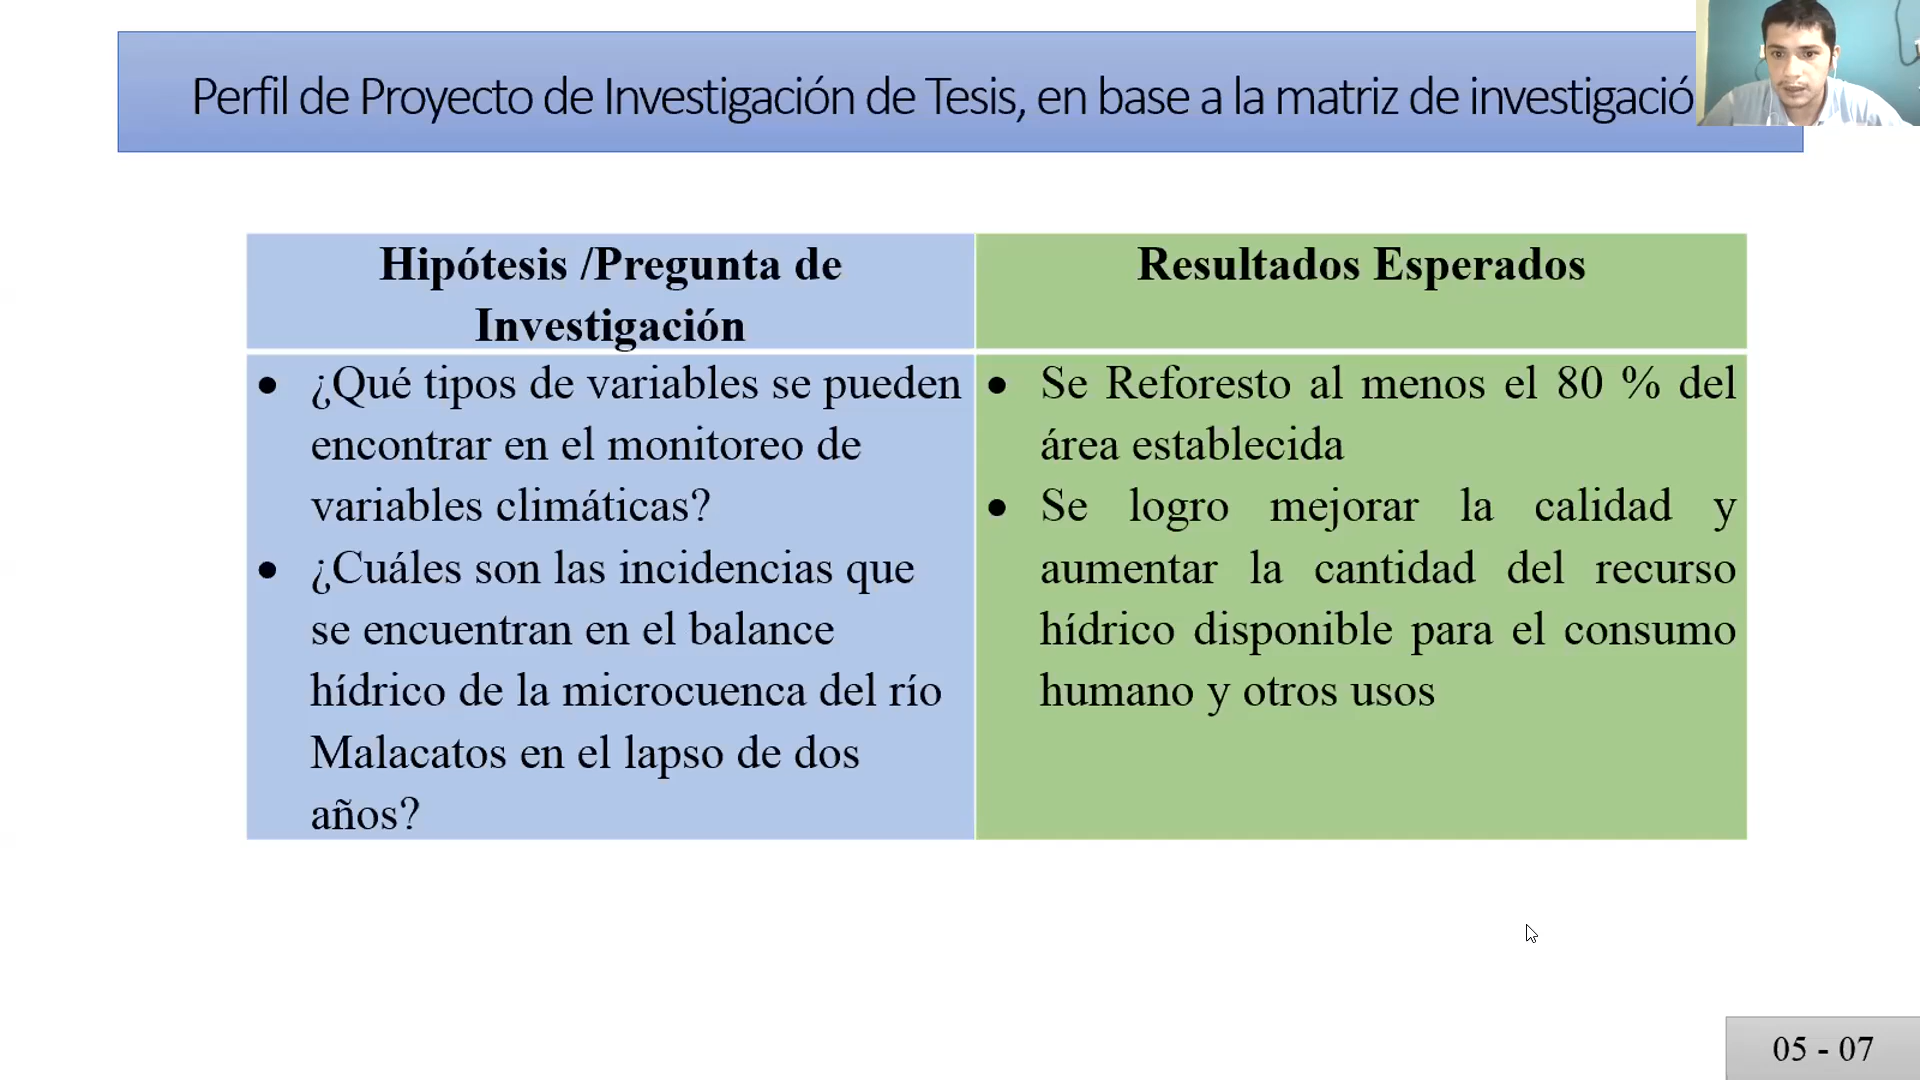 Perfil de Proyecto de Investigación de Tesis, en base a la matriz de investigació
Hipótesis /Pregunta de
Investigación
Resultados Esperados
• ¿Qué tipos de variables se pueden
encontrar en el monitoreo de
variables climáticas?
• ¿Cuáles son las incidencias que
se encuentran en el balance
hídrico de la microcuenca del río
Malacatos en el lapso de dos
años?
• Se Reforesto al menos el 80 % del
área establecida
• Se logro mejorar la calidad y
aumentar la cantidad del recurso
hídrico disponible para el consumo
humano y otros usos
05 - 07